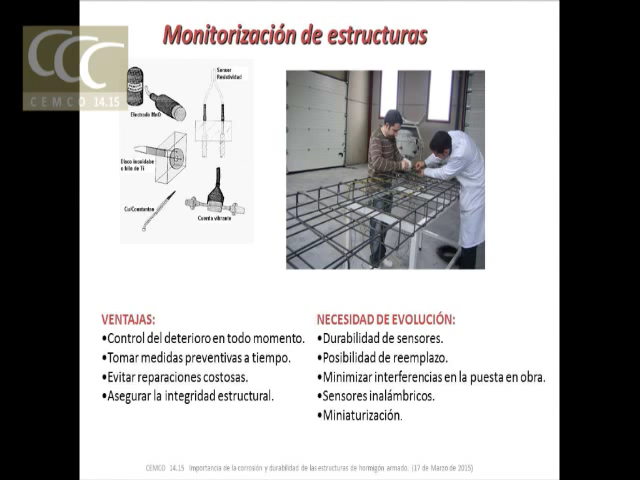 Monitorización de estructuras
CCC
CEMCO 14.15
Sensor
Resistividad
Electrodo MnO
Disco inoxidable
o hilo de Ti
Cu/Constantan
Cuerda vibrante
VENTAJAS:
•Control del deterioro en todo momento.
•Tomar medidas preventivas a tiempo.
•Evitar reparaciones costosas.
•Asegurar la integridad estructural.
NECESIDAD DE EVOLUCIÓN:
•Durabilidad de sensores.
•Posibilidad de reemplazo.
•Minimizar interferencias en la puesta en obra.
•Sensores inalámbricos.
•Miniaturización.
CEMCO 14.15 Importancia de la corrosión y durabilidad de las estructuras de hormigón armado. (17 de Marzo de 2015)